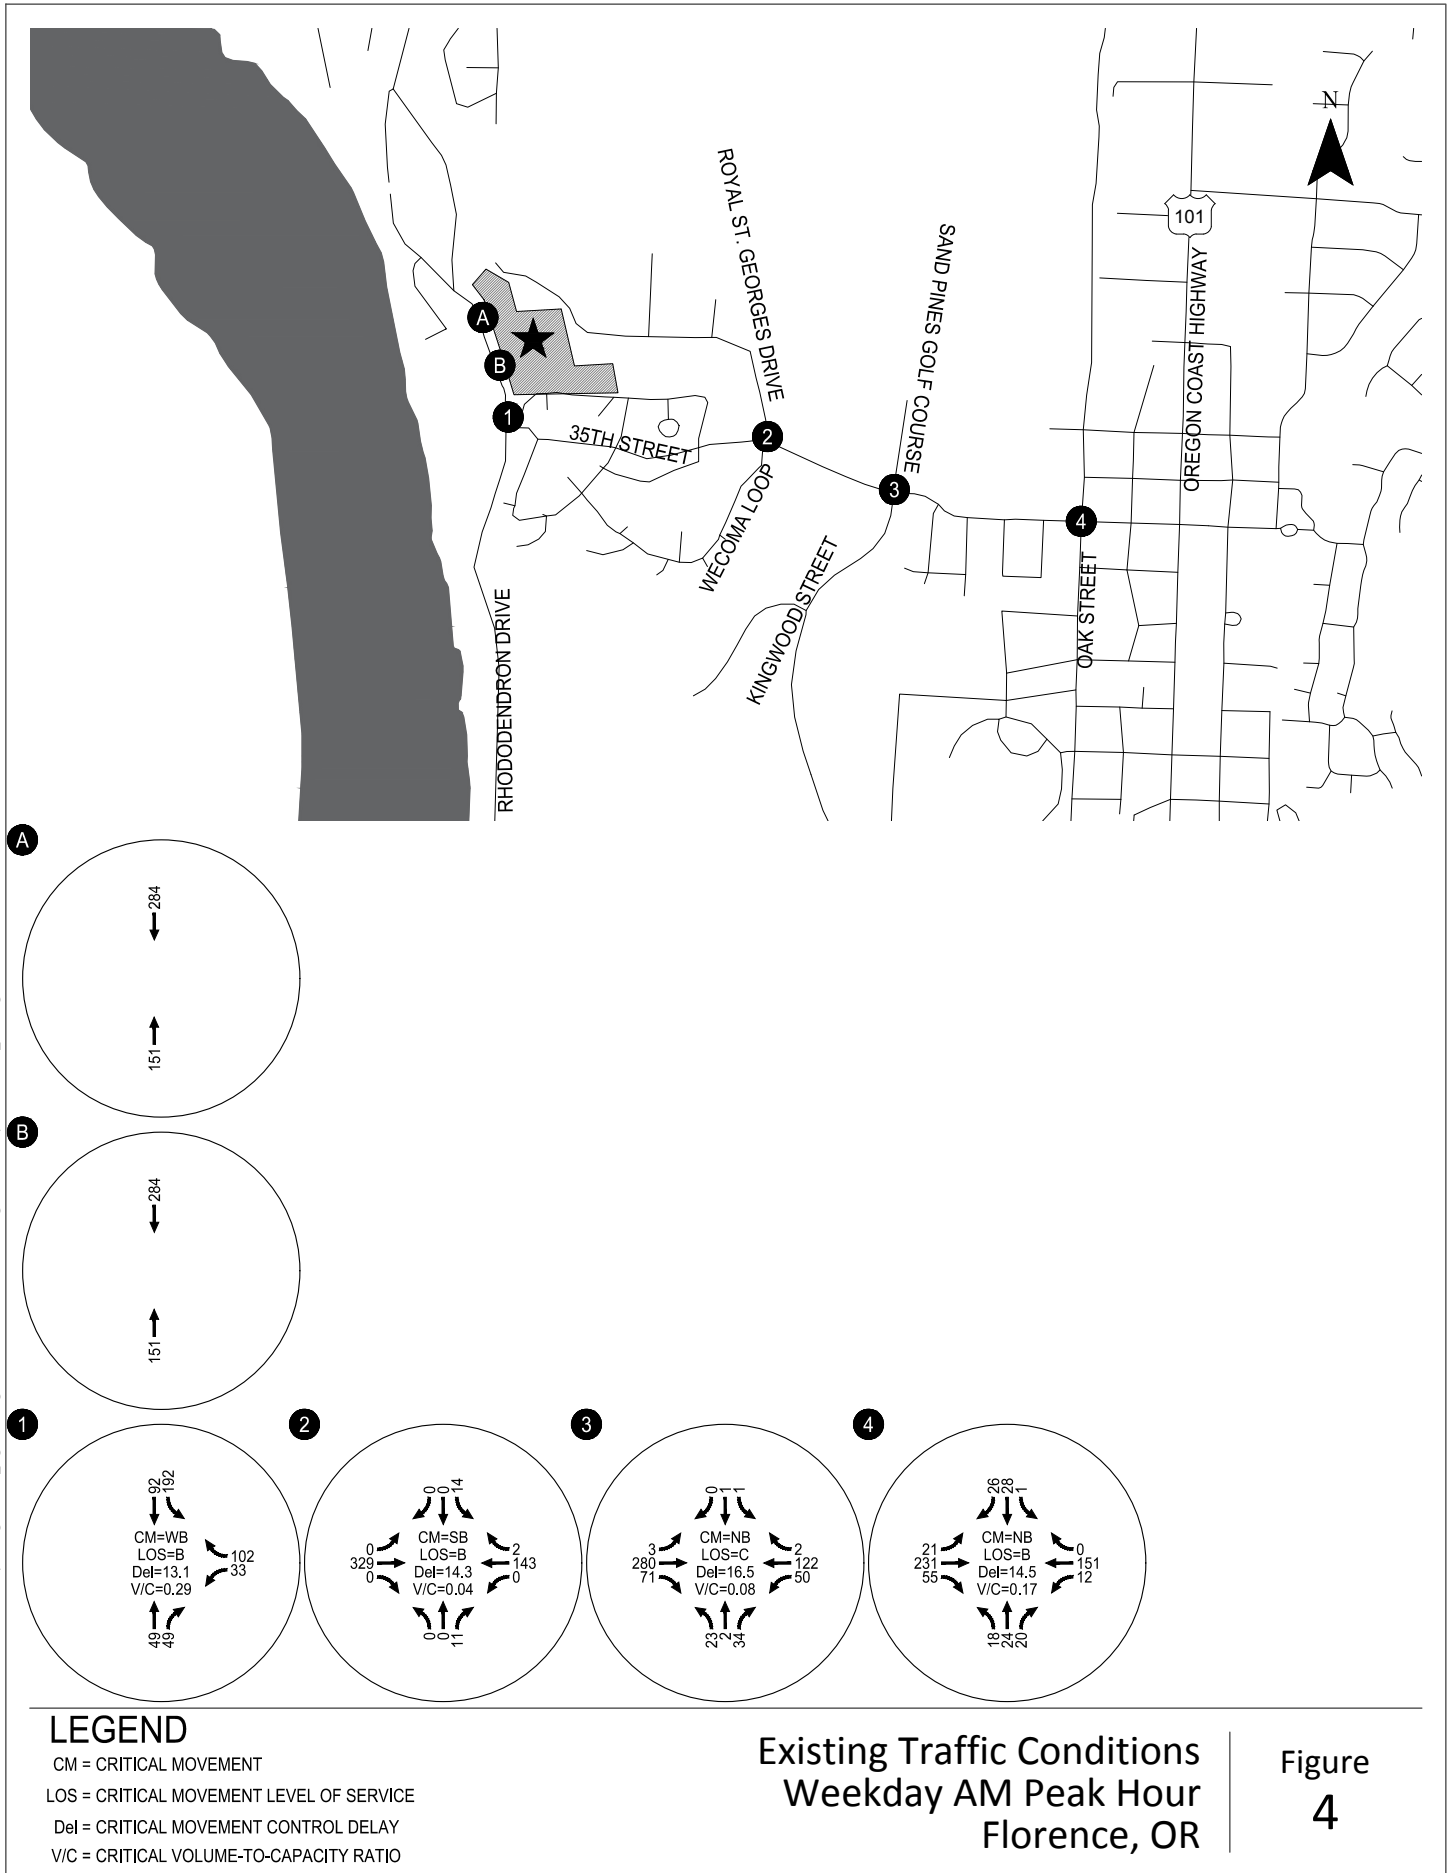 N
ROYAL ST. GEORGES DRIVE
SAND PINES GOLF COURSE
101
OREGON COAST HIGHWAY
A
B
1
35TH STREET
2
3
4
WECOMA LOOP
KINGWOOD STREET
OAK STREET
RHODODENDRON DRIVE
A
284
151
B
284
151
1
92
192
CM=WB
LOS=B
Del=13.1
V/C=0.29
102
33
49
49
2
0
0
14
0
329
0
CM=SB
LOS=B
Del=14.3
V/C=0.04
2
143
0
0
0
11
3
0
1
1
3
280
71
CM=NB
LOS=C
Del=16.5
V/C=0.08
2
122
50
23
2
34
4
26
28
1
21
231
55
CM=NB
LOS=B
Del=14.5
V/C=0.17
0
151
12
18
24
20
LEGEND
CM = CRITICAL MOVEMENT
LOS = CRITICAL MOVEMENT LEVEL OF SERVICE
Del = CRITICAL MOVEMENT CONTROL DELAY
V/C = CRITICAL VOLUME-TO-CAPACITY RATIO
Existing Traffic Conditions
Weekday AM Peak Hour
Florence, OR
Figure
4